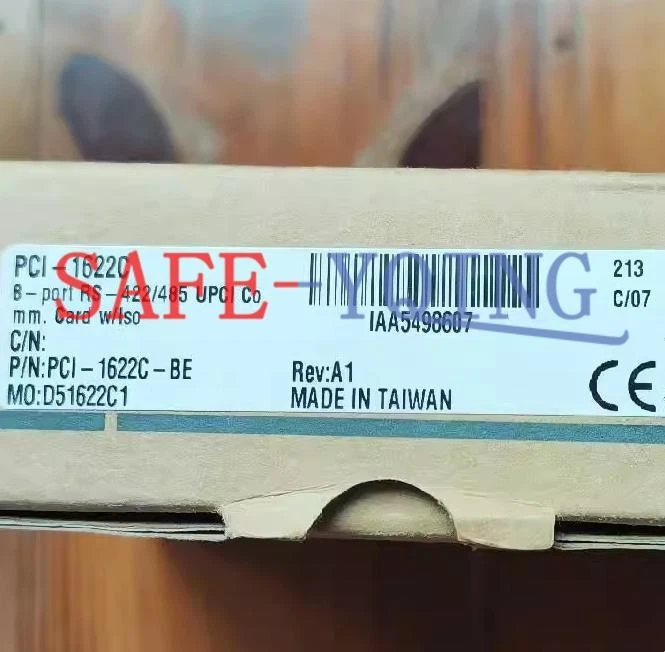 PCI-1622C
8-port RS-422/485 UPCI Co
mm. Card w/Iso
C/N:
P/N:PCI-1622C-BE
MO:D51622C1
IAA5498607
Rev:A1
MADE IN TAIWAN
213
C/07
CE
SAFE-YQTNG